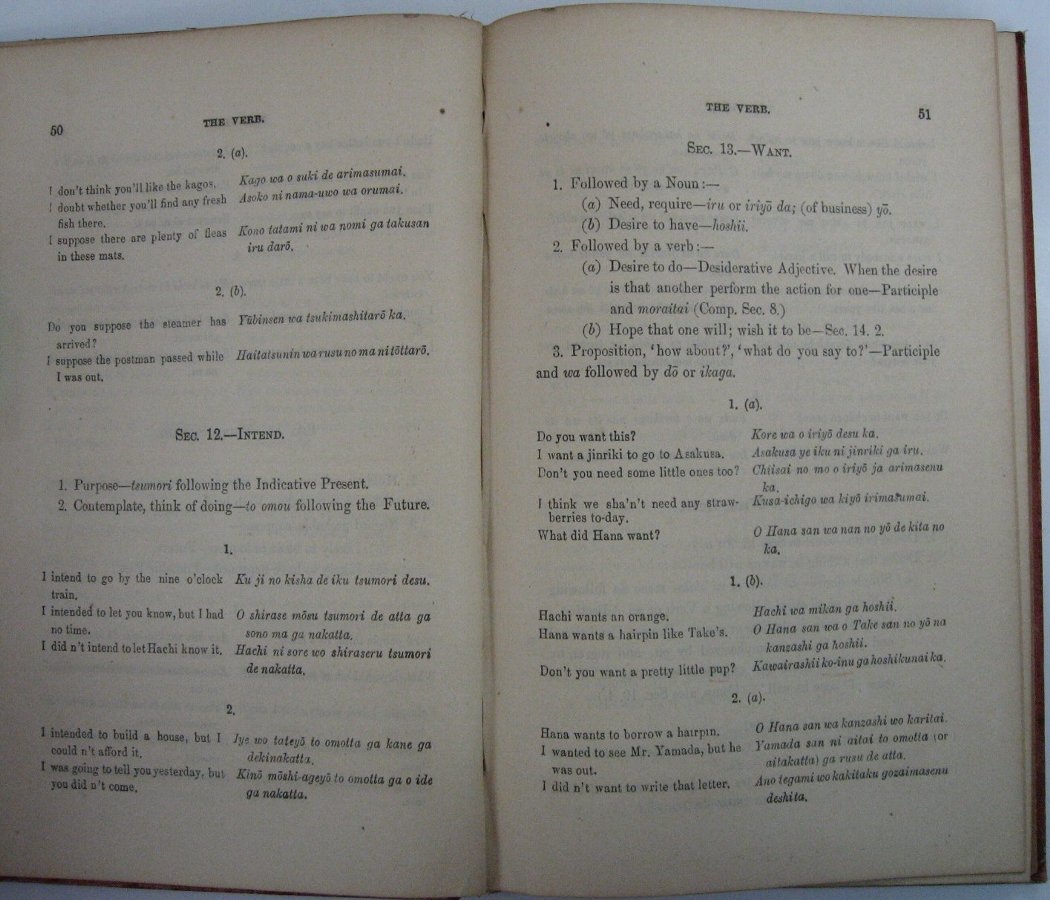 50
THE VERB.
2. (a).
I don't think you'll like the kagos. Kago wa o suki de arimasumai.
I doubt whether you'll find any fresh Asoko ni nama-uwo wa orumai.
fish there.
I suppose there are plenty of fleas Kono tatami ni wa nomi ga takusan
in these mats. iru darō.
2. (b).
Do you suppose the steamer has Yūbinsen wa tsukimashitarō ka.
arrived?
I suppose the postman passed while Haitatsunin wa rusu no ma ni tōttarō.
I was out.
SEC. 12.—INTEND.
1. Purpose—tsumori following the Indicative Present.
2. Contemplate, think of doing—to omou following the Future.
1.
I intend to go by the nine o'clock Ku ji no kisha de iku tsumori desu.
train.
I intended to let you know, but I had O shirase mōsu tsumori de atta ga
no time. sono ma ga nakatta.
I did n't intend to let Hachi know it. Hachi ni sore wo shiraseru tsumori
de nakatta.
2.
I intended to build a house, but I Iye wo tateyō to omotta ga kane ga
could n't afford it. dekinakatta.
I was going to tell you yesterday, but Kinō mōshi-ageyō to omotta ga o ide
you did n't come. ga nakatta.
THE VERB.
51
SEC. 13.—WANT.
1. Followed by a Noun:—
(a) Need, require—iru or iriyō da; (of business) yō.
(b) Desire to have—hoshii.
2. Followed by a verb:—
(a) Desire to do—Desiderative Adjective. When the desire
is that another perform the action for one—Participle
and moraitai (Comp. Sec. 8.)
(b) Hope that one will; wish it to be—Sec. 14. 2.
3. Proposition, 'how about?', 'what do you say to?'—Participle
and wa followed by dō or ikaga.
1. (a).
Do you want this? Kore wa o iriyō desu ka.
I want a jinriki to go to Asakusa. Asakusa ye iku ni jinriki ga iru.
Don't you need some little ones too? Chiisai no mo o iriyō ja arimasenu
ka.
I think we sha'n't need any straw- Kusa-ichigo wa kiyō irimasumai.
berries to-day.
What did Hana want? O Hana san wa nan no yō de kita no
ka.
1. (b).
Hachi wants an orange. Hachi wa mikan ga hoshii.
Hana wants a hairpin like Take's. O Hana san wa o Take san no yō na
kanzashi ga hoshii.
Don't you want a pretty little pup? Kawairashii ko-inu ga hoshikunai ka.
2. (a).
Hana wants to borrow a hairpin. O Hana san wa kanzashi wo karitai.
I wanted to see Mr. Yamada, but he Yamada san ni aitai to omotta (or
was out. aitakatta) ga rusu de atta.
I did n't want to write that letter. Ano tegami wo kakitaku gozaimasenu
deshita.